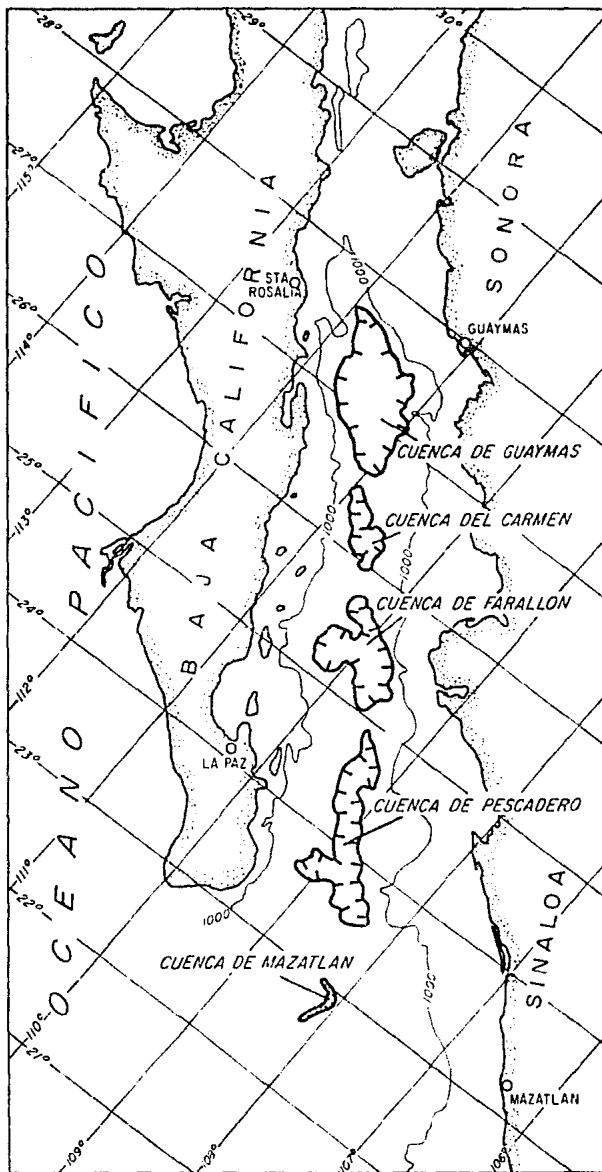 28°
29°
30°
27°
115°
26°
114°
25°
113°
24°
112°
23°
111°
22°
110°
21°
109°
108°
107°
106°
OCEANO PACIFICO
BAJA CALIFORNIA
SONORA
SINALOA
STA
ROSALIA
GUAYMAS
1000
CUENCA DE GUAYMAS
CUENCA DEL CARMEN
1000
1000
CUENCA DE FARALLON
LA PAZ
CUENCA DE PESCADERO
1000
CUENCA DE MAZATLAN
1000
MAZATLAN